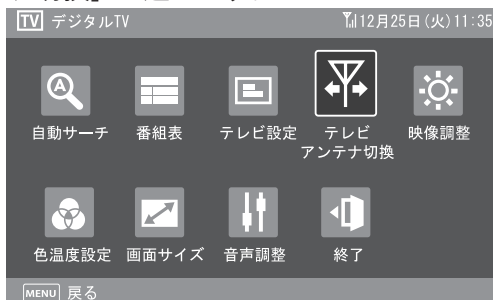 TV デジタルTV
12月25日(火)11:35
自動サーチ
番組表
テレビ設定
テレビ
アンテナ切換
映像調整
色温度設定
画面サイズ
音声調整
終了
MENU 戻る